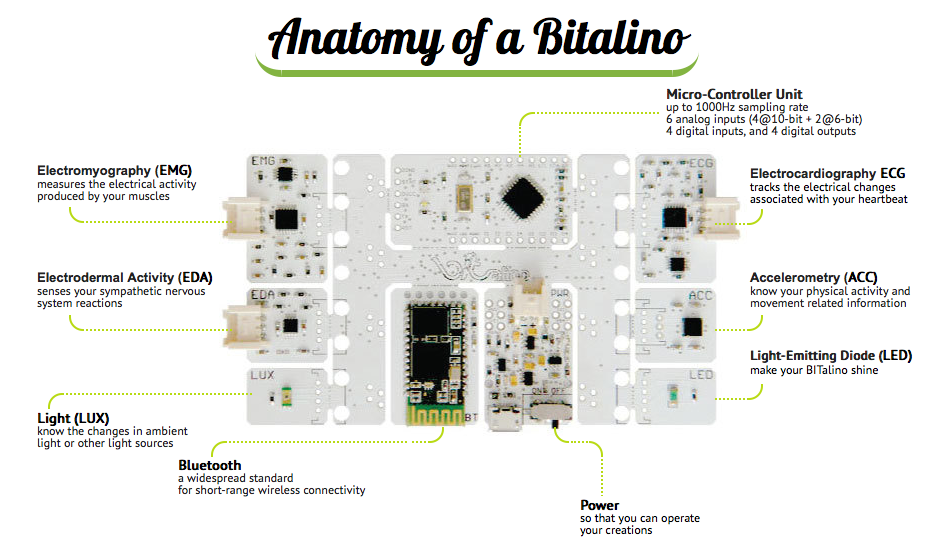 Anatomy of a Bitalino
Micro-Controller Unit
up to 1000Hz sampling rate
6 analog inputs (4@10-bit + 2@6-bit)
4 digital inputs, and 4 digital outputs
Electromyography (EMG)
measures the electrical activity
produced by your muscles
Electrocardiography ECG
tracks the electrical changes
associated with your heartbeat
EMG
ECG
Electrodermal Activity (EDA)
senses your sympathetic nervous
system reactions
Accelerometry (ACC)
know your physical activity and
movement related information
bitalino
EDA
PWR
ACC
Light-Emitting Diode (LED)
make your BITalino shine
LUX
LED
ON OFF
BT
Light (LUX)
know the changes in ambient
light or other light sources
Bluetooth
a widespread standard
for short-range wireless connectivity
Power
so that you can operate
your creations